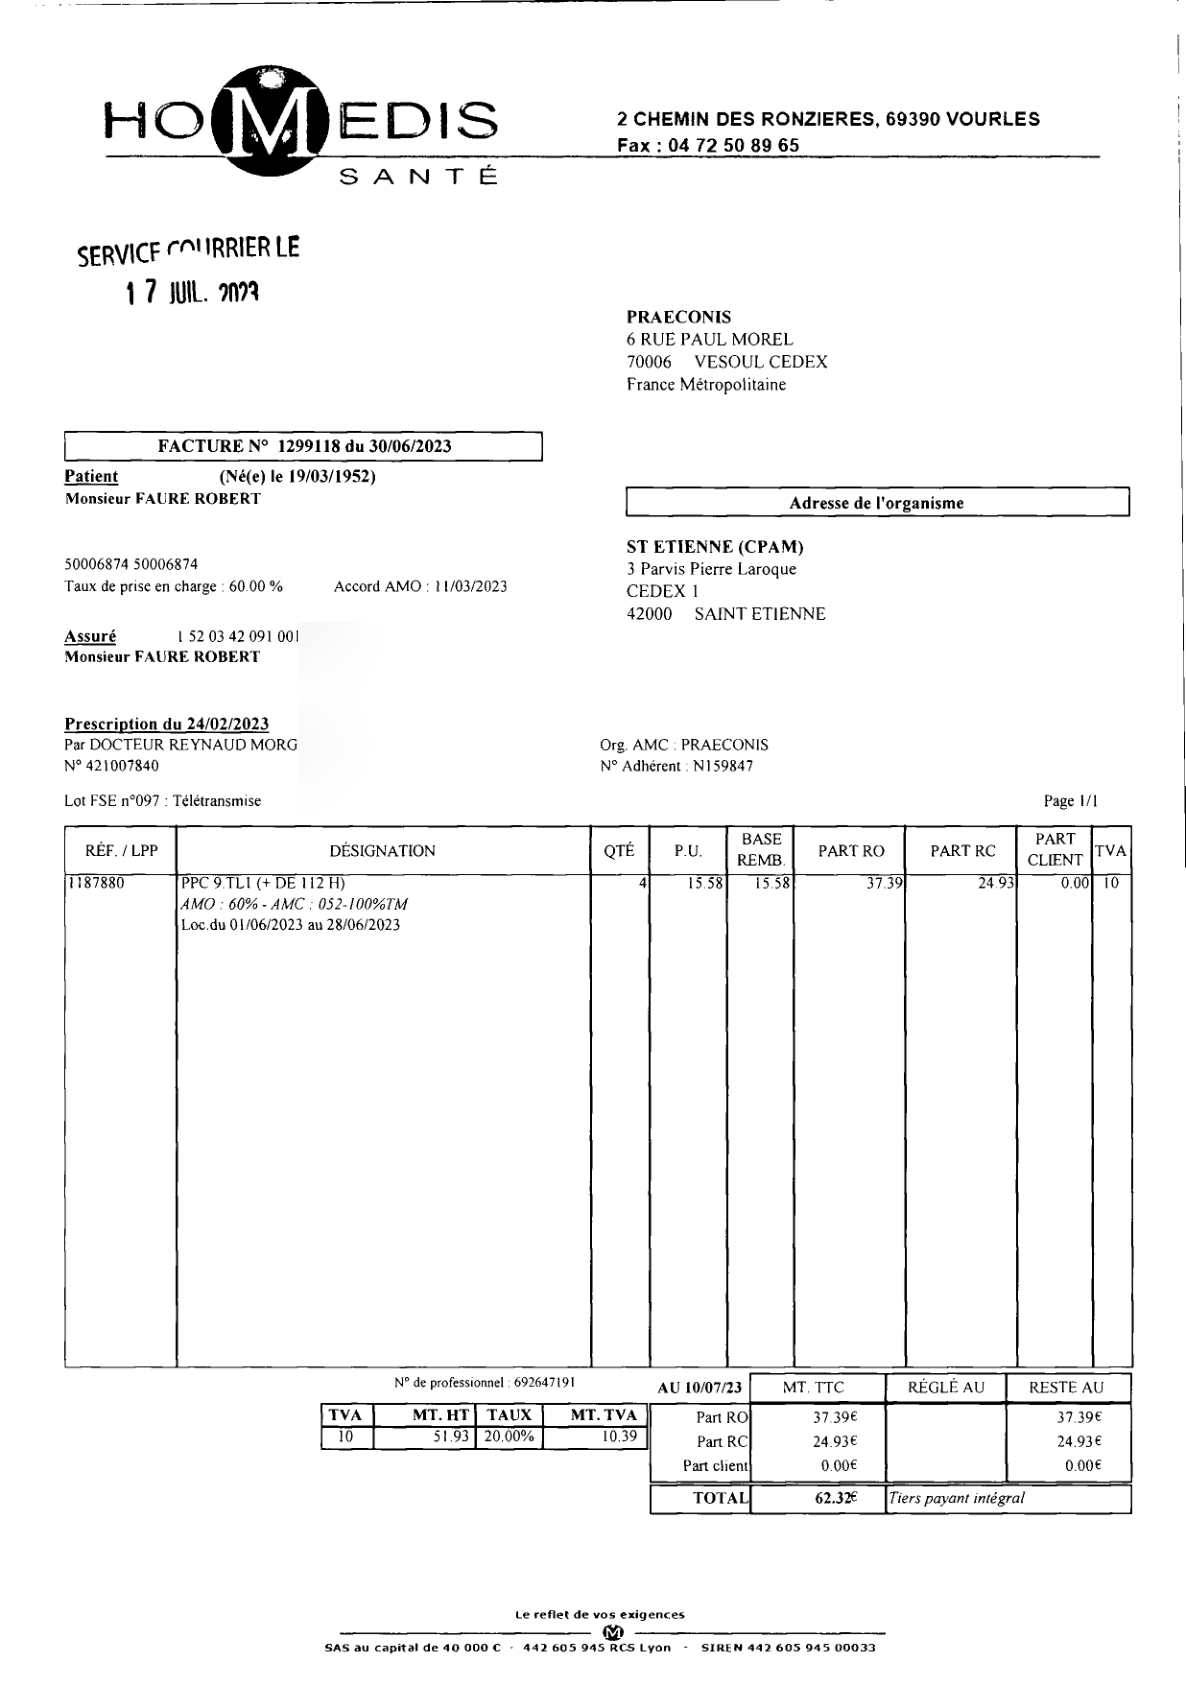 HOMEDIS
SANTÉ
2 CHEMIN DES RONZIERES, 69390 VOURLES
Fax : 04 72 50 89 65
SERVICE COURRIER LE
17 JUIL. 2023
PRAECONIS
6 RUE PAUL MOREL
70006 VESOUL CEDEX
France Métropolitaine
FACTURE N° 1299118 du 30/06/2023
Patient (Né(e) le 19/03/1952)
Monsieur FAURE ROBERT
Adresse de l'organisme
ST ETIENNE (CPAM)
3 Parvis Pierre Laroque
CEDEX 1
42000 SAINT ETIENNE
50006874 50006874
Taux de prise en charge : 60.00 % Accord AMO : 11/03/2023
Assuré 1 52 03 42 091 001
Monsieur FAURE ROBERT
Prescription du 24/02/2023
Par DOCTEUR REYNAUD MORG
N° 421007840
Org. AMC : PRAECONIS
N° Adhérent : N159847
Lot FSE n°097 : Télétransmise
Page 1/1
RÉF. / LPP DÉSIGNATION QTÉ P.U. BASE REMB. PART RO PART RC PART CLIENT TVA
1187880 PPC 9.TL1 (+ DE 112 H) 4 15.58 15.58 37.39 24.93 0.00 10
AMO : 60% - AMC : 052-100%TM
Loc.du 01/06/2023 au 28/06/2023
N° de professionnel : 692647191
TVA MT. HT TAUX MT. TVA
10 51.93 20.00% 10.39
AU 10/07/23 MT. TTC RÉGLÉ AU RESTE AU
Part RO 37.39€ 37.39€
Part RC 24.93€ 24.93€
Part client 0.00€ 0.00€
TOTAL 62.32€ Tiers payant intégral
Le reflet de vos exigences
M
SAS au capital de 40 000 € - 442 605 945 RCS Lyon - SIREN 442 605 945 00033